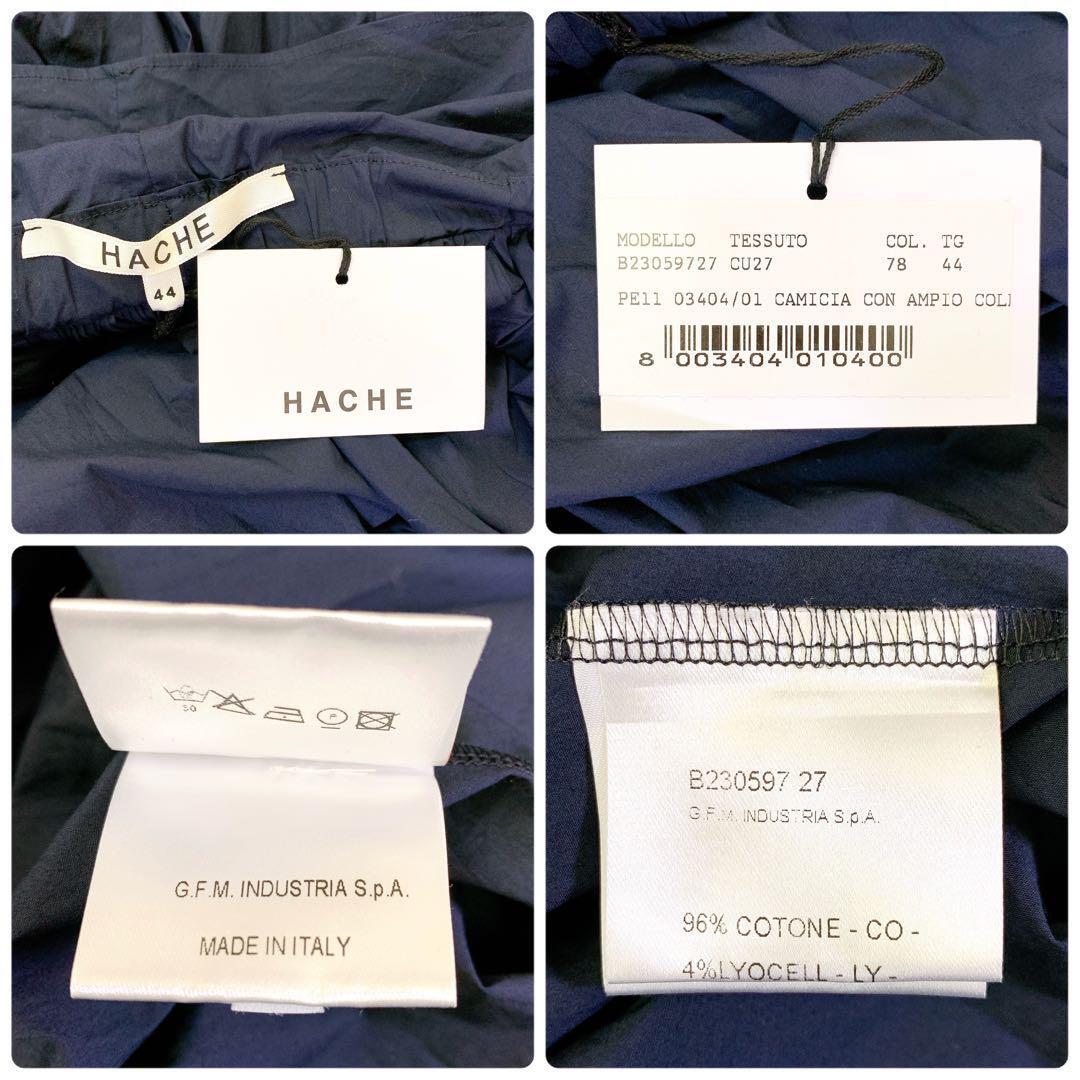 HACHE
44
HACHE
MODELLO TESSUTO COL. TG
B23059727 CU27 78 44
PE11 03404/01 CAMICIA CON AMPIO
8 003404 010400
30
P
G.F.M. INDUSTRIA S.p.A.
MADE IN ITALY
B230597 27
G.F.M. INDUSTRIA S.p.A.
96% COTONE - CO -
4%LYOCELL - LY -